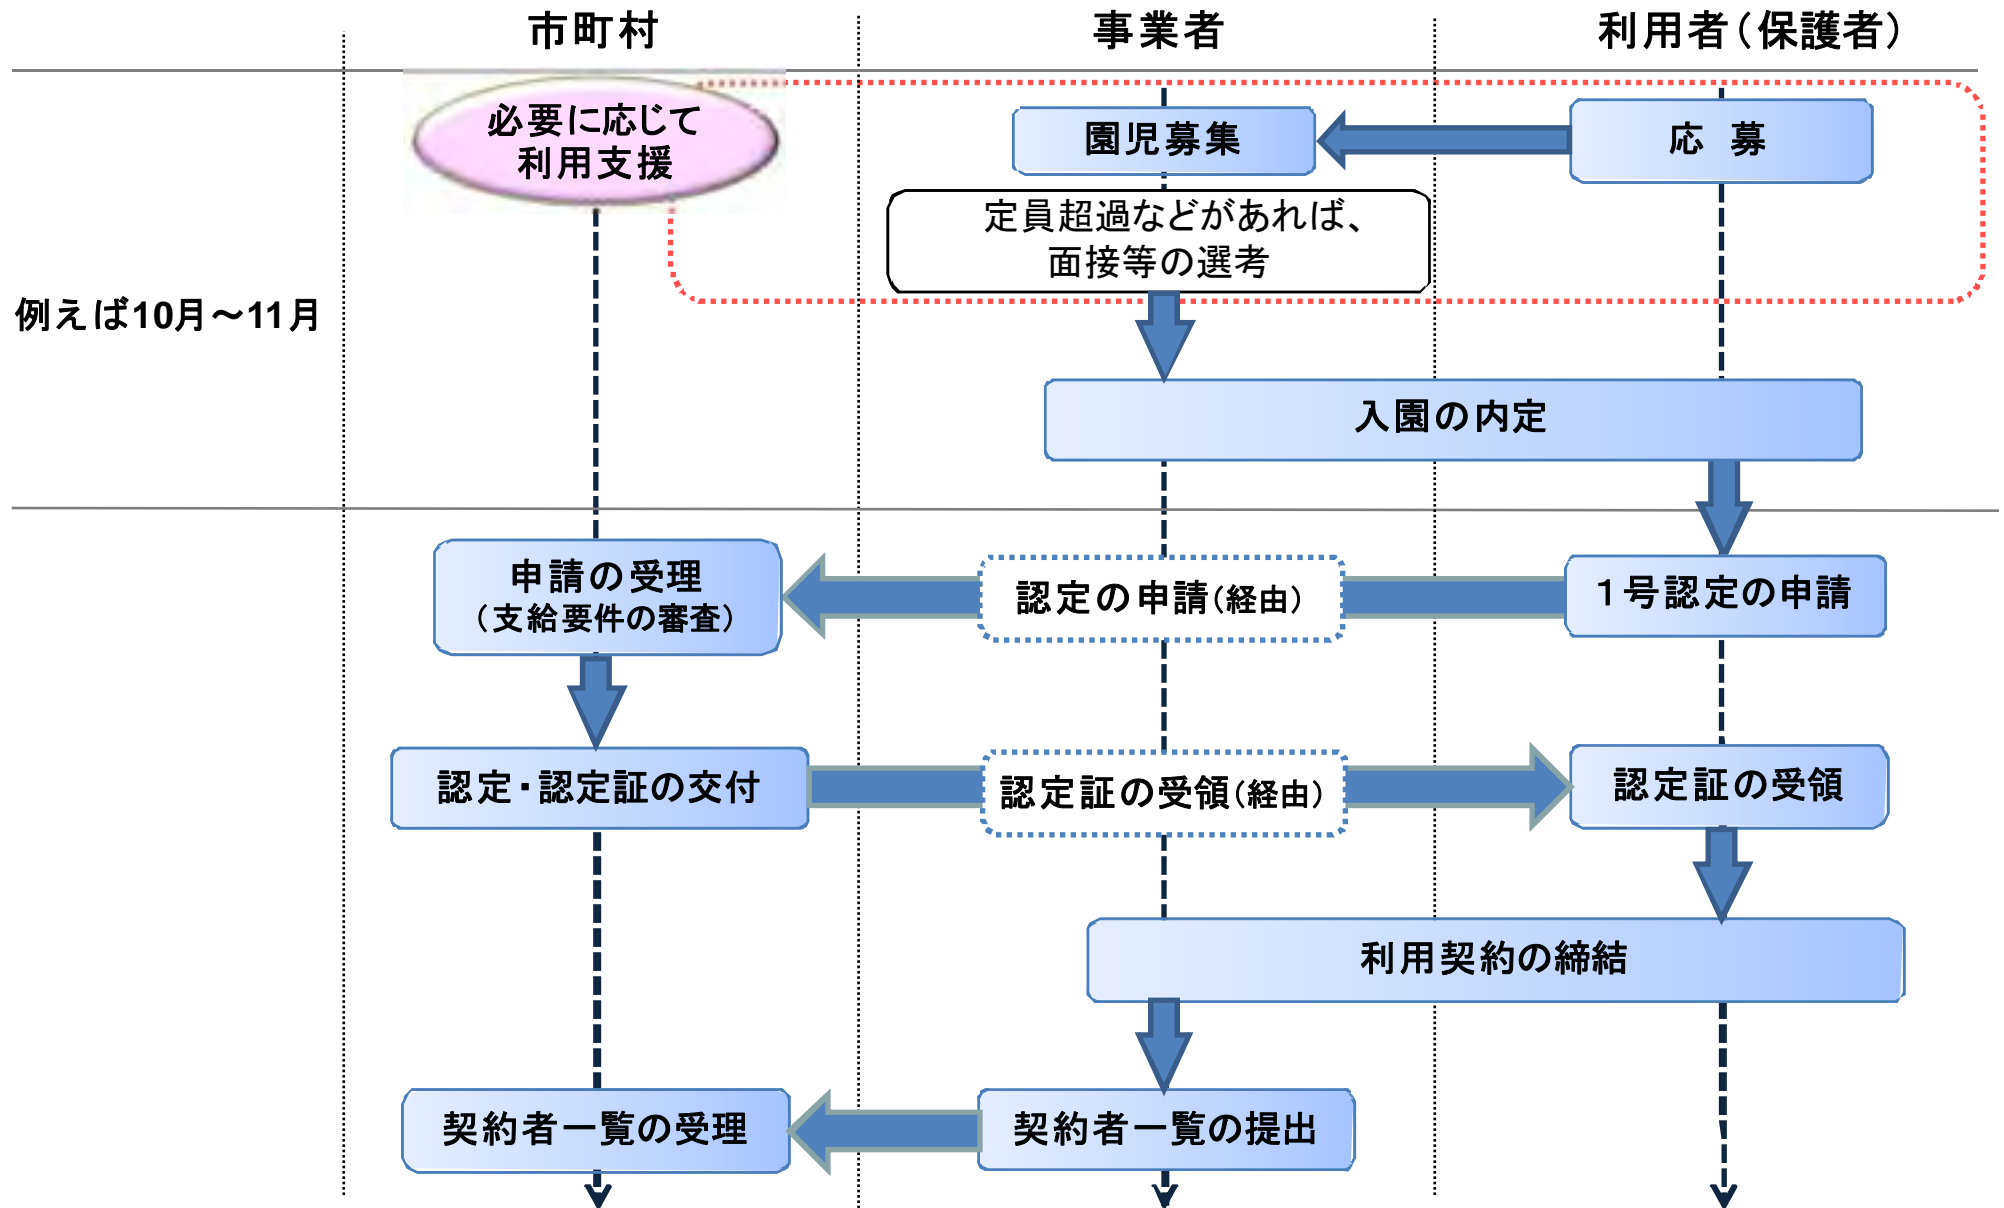 市町村
事業者
利用者(保護者)
必要に応じて
利用支援
園児募集
応 募
定員超過などがあれば、
面接等の選考
例えば10月～11月
入園の内定
申請の受理
(支給要件の審査)
認定の申請(経由)
１号認定の申請
認定・認定証の交付
認定証の受領(経由)
認定証の受領
利用契約の締結
契約者一覧の受理
契約者一覧の提出